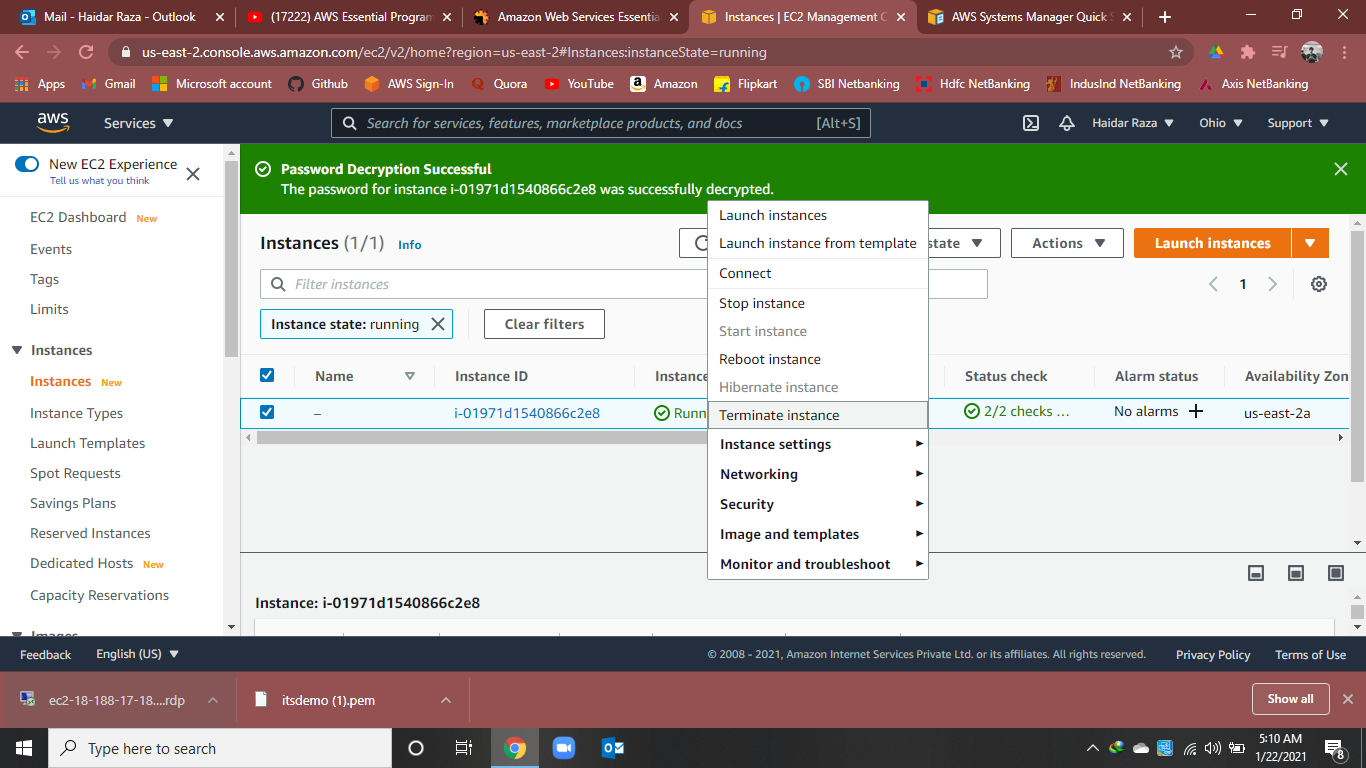 Mail - Haidar Raza - Outlook
(17222) AWS Essential Program
Amazon Web Services Essentia
Instances | EC2 Management C
AWS Systems Manager Quick S
us-east-2.console.aws.amazon.com/ec2/v2/home?region=us-east-2#Instances:instanceState=running
Apps Gmail Microsoft account Github AWS Sign-In Quora YouTube Amazon Flipkart SBI Netbanking Hdfc NetBanking IndusInd NetBanking Axis NetBanking
aws Services Search for services, features, marketplace products, and docs [Alt+S] Haidar Raza Ohio Support
New EC2 Experience
Tell us what you think
EC2 Dashboard New
Events
Tags
Limits
Instances
Instances New
Instance Types
Launch Templates
Spot Requests
Savings Plans
Reserved Instances
Dedicated Hosts New
Capacity Reservations
Images
Password Decryption Successful
The password for instance i-01971d1540866c2e8 was successfully decrypted.
Instances (1/1) Info
state Actions Launch instances
Filter instances
1
Instance state: running Clear filters
Name Instance ID Instance Status check Alarm status Availability Zon
– i-01971d1540866c2e8 Runn 2/2 checks ... No alarms + us-east-2a
Launch instances
Launch instance from template
Connect
Stop instance
Start instance
Reboot instance
Hibernate instance
Terminate instance
Instance settings
Networking
Security
Image and templates
Monitor and troubleshoot
Instance: i-01971d1540866c2e8
Feedback English (US) © 2008 - 2021, Amazon Internet Services Private Ltd. or its affiliates. All rights reserved. Privacy Policy Terms of Use
ec2-18-188-17-18....rdp itsdemo (1).pem Show all
Type here to search
5:10 AM
1/22/2021
8